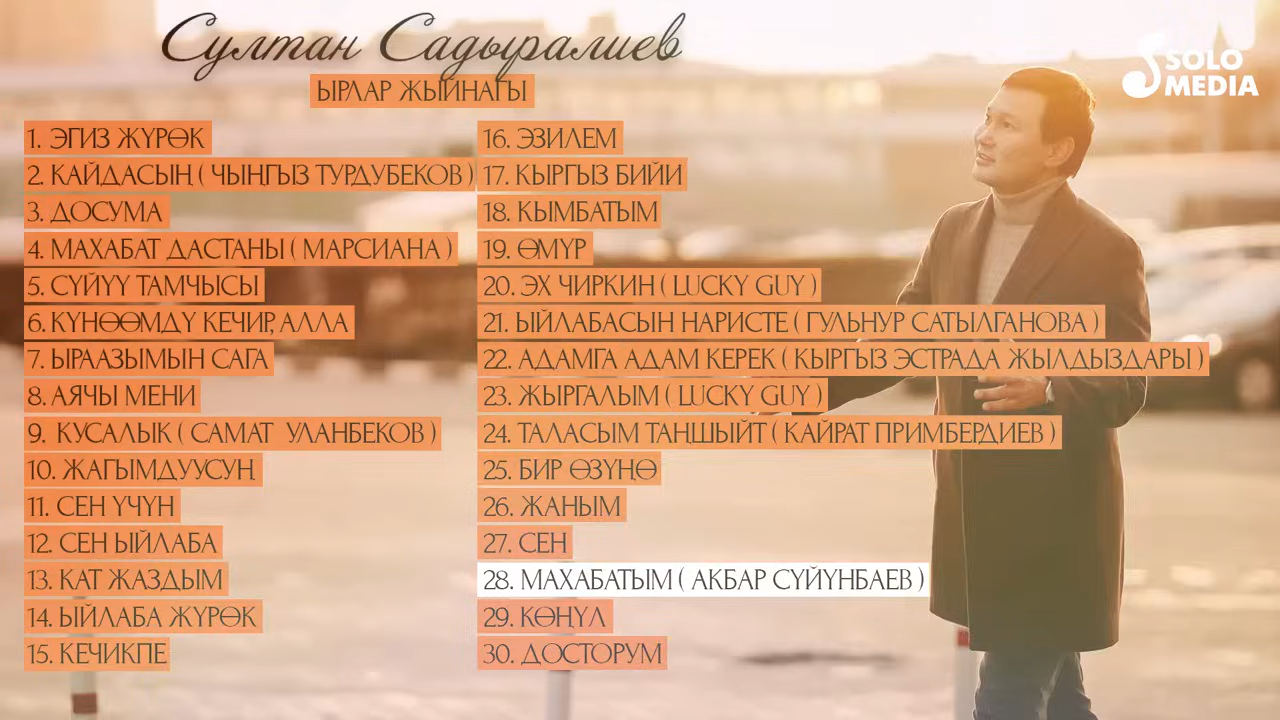 Султан Садыралиев
ЫРЛАР ЖЫЙНАГЫ
SOLO
MEDIA
1. ЭГИЗ ЖҮРӨК
2. КАЙДАСЫҢ ( ЧЫҢГЫЗ ТУРДУБЕКОВ )
3. ДОСУМА
4. МАХАБАТ ДАСТАНЫ ( МАРСИАНА )
5. СҮЙҮҮ ТАМЧЫСЫ
6. КҮНӨӨМДҮ КЕЧИР, АЛЛА
7. ЫРААЗЫМЫН САГА
8. АЯЧЫ МЕНИ
9. КУСАЛЫК ( САМАТ УЛАНБЕКОВ )
10. ЖАГЫМДУУСУҢ
11. СЕН ҮЧҮН
12. СЕН ЫЙЛАБА
13. КАТ ЖАЗДЫМ
14. ЫЙЛАБА ЖҮРӨК
15. КЕЧИКПЕ
16. ЭЗИЛЕМ
17. КЫРГЫЗ БИЙИ
18. КЫМБАТЫМ
19. ӨМҮР
20. ЭХ ЧИРКИН ( LUCKY GUY )
21. ЫЙЛАБАСЫН НАРИСТЕ ( ГУЛЬНУР САТЫЛГАНОВА )
22. АДАМГА АДАМ КЕРЕК ( КЫРГЫЗ ЭСТРАДА ЖЫЛДЫЗДАРЫ )
23. ЖЫРГАЛЫМ ( LUCKY GUY )
24. ТАЛАСЫМ ТАҢШЫЙТ ( КАЙРАТ ПРИМБЕРДИЕВ )
25. БИР ӨЗҮҢӨ
26. ЖАНЫМ
27. СЕН
28. МАХАБАТЫМ ( АКБАР СҮЙҮНБАЕВ )
29. КӨҢҮЛ
30. ДОСТОРУМ